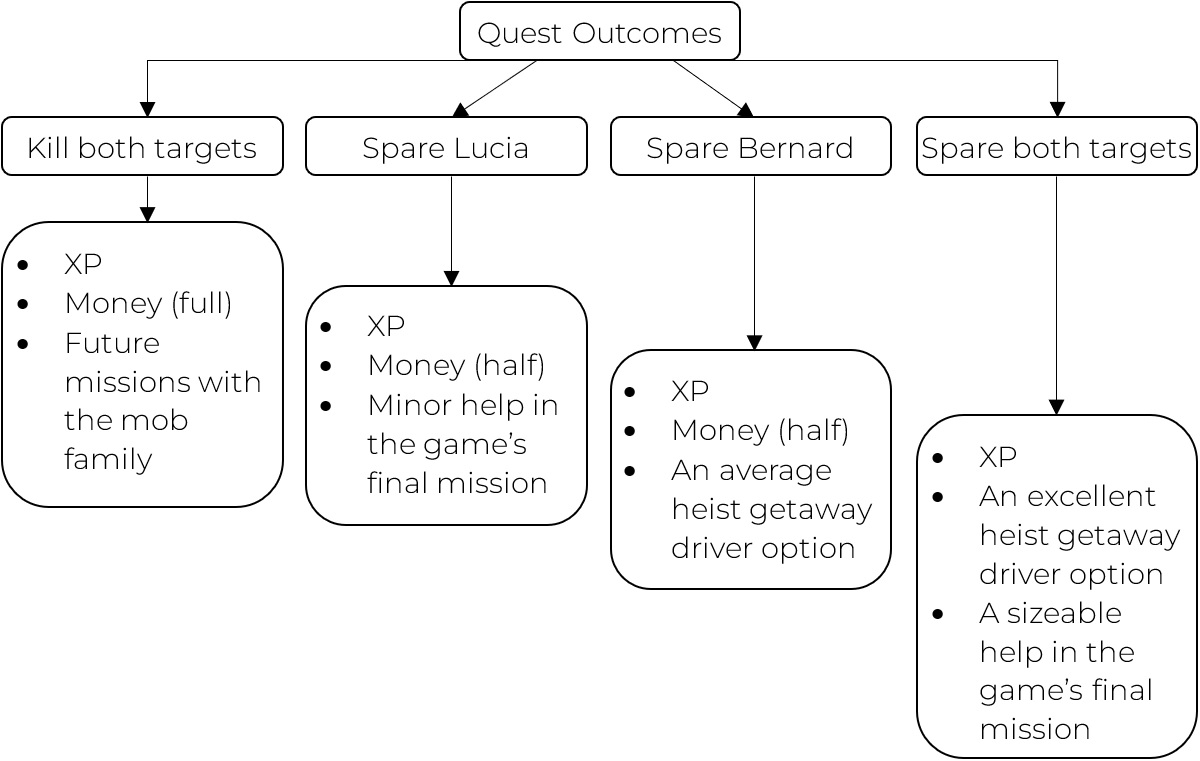 Quest Outcomes
Kill both targets
Spare Lucia
Spare Bernard
Spare both targets
• XP
• Money (full)
• Future
missions with
the mob
family
• XP
• Money (half)
• Minor help in
the game’s
final mission
• XP
• Money (half)
• An average
heist getaway
driver option
• XP
• An excellent
heist getaway
driver option
• A sizeable
help in the
game’s final
mission